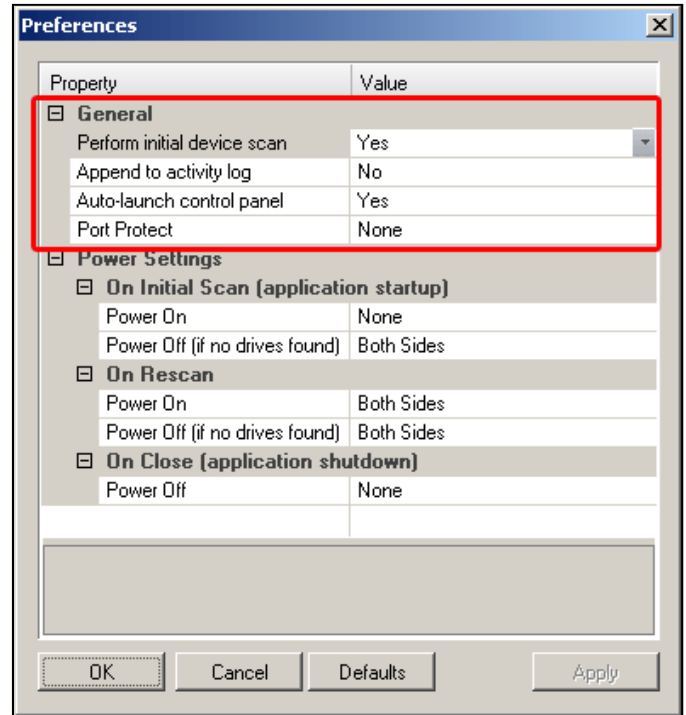 Preferences
Property Value
General
Perform initial device scan Yes
Append to activity log No
Auto-launch control panel Yes
Port Protect None
Power Settings
On Initial Scan (application startup)
Power On None
Power Off (if no drives found) Both Sides
On Rescan
Power On Both Sides
Power Off (if no drives found) Both Sides
On Close (application shutdown)
Power Off None
OK Cancel Defaults Apply